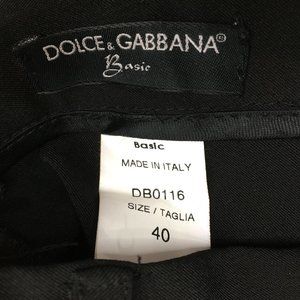 DOLCE & GABBANA®
Basic
Basic
MADE IN ITALY
DB0116
SIZE / TAGLIA
40